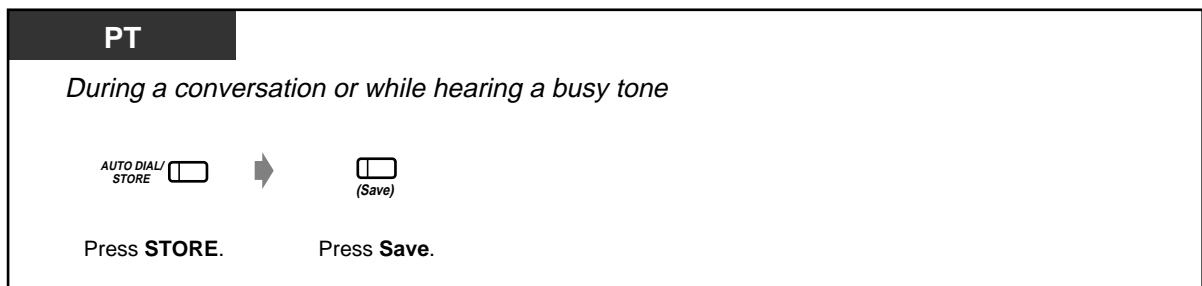 PT
During a conversation or while hearing a busy tone
AUTO DIAL/
STORE
(Save)
Press STORE. Press Save.